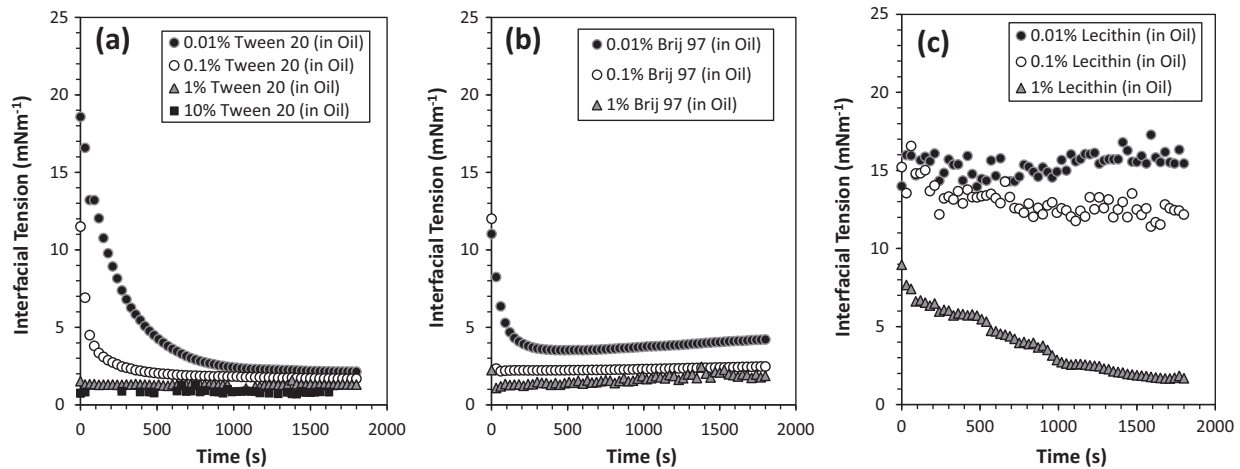 (a)
0.01% Tween 20 (in Oil)
0.1% Tween 20 (in Oil)
1% Tween 20 (in Oil)
10% Tween 20 (in Oil)
25
20
15
10
5
0
Interfacial Tension (mNm-1)
0 500 1000 1500 2000
Time (s)
(b)
0.01% Brij 97 (in Oil)
0.1% Brij 97 (in Oil)
1% Brij 97 (in Oil)
25
20
15
10
5
0
Interfacial Tension (mNm-1)
0 500 1000 1500 2000
Time (s)
(c)
0.01% Lecithin (in Oil)
0.1% Lecithin (in Oil)
1% Lecithin (in Oil)
25
20
15
10
5
0
Interfacial Tension (mNm-1)
0 500 1000 1500 2000
Time (s)